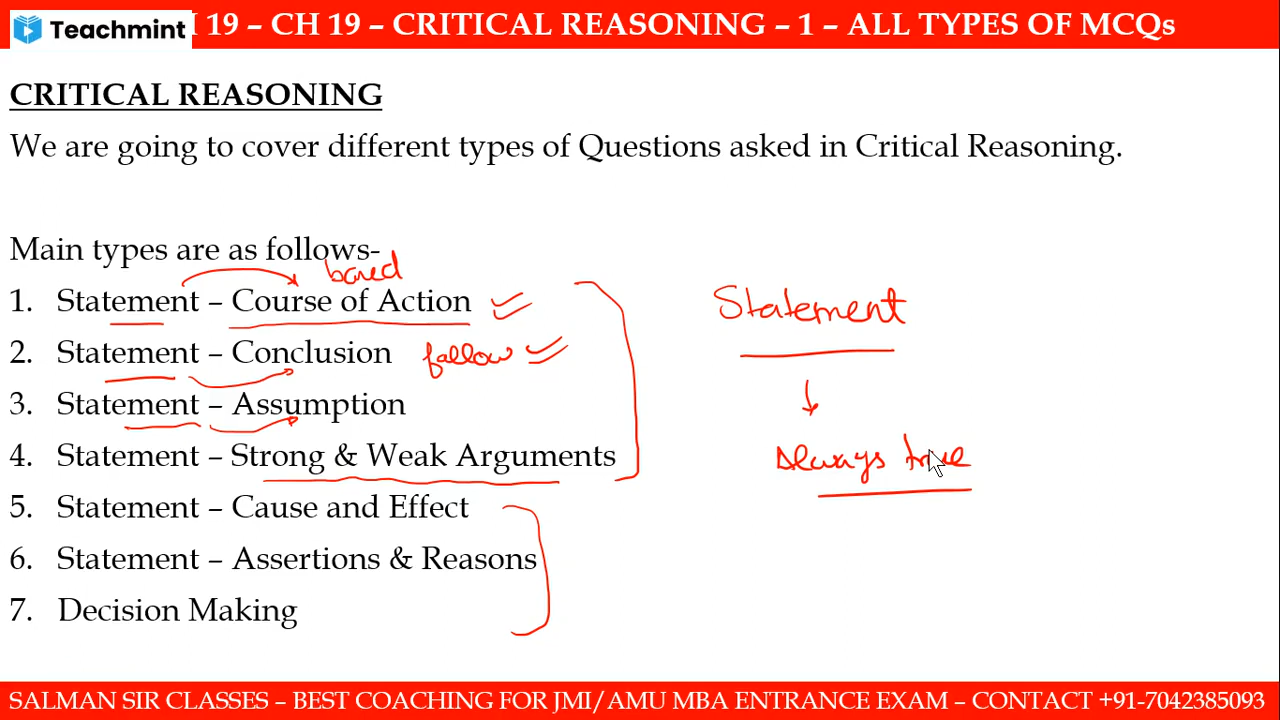 Teachmint 19 – CH 19 – CRITICAL REASONING – 1 – ALL TYPES OF MCQs
CRITICAL REASONING
We are going to cover different types of Questions asked in Critical Reasoning.
Main types are as follows-
based
1. Statement – Course of Action
2. Statement – Conclusion follow
3. Statement – Assumption
4. Statement – Strong & Weak Arguments
5. Statement – Cause and Effect
6. Statement – Assertions & Reasons
7. Decision Making
Statement
always true
SALMAN SIR CLASSES – BEST COACHING FOR JMI/AMU MBA ENTRANCE EXAM – CONTACT +91-7042385093